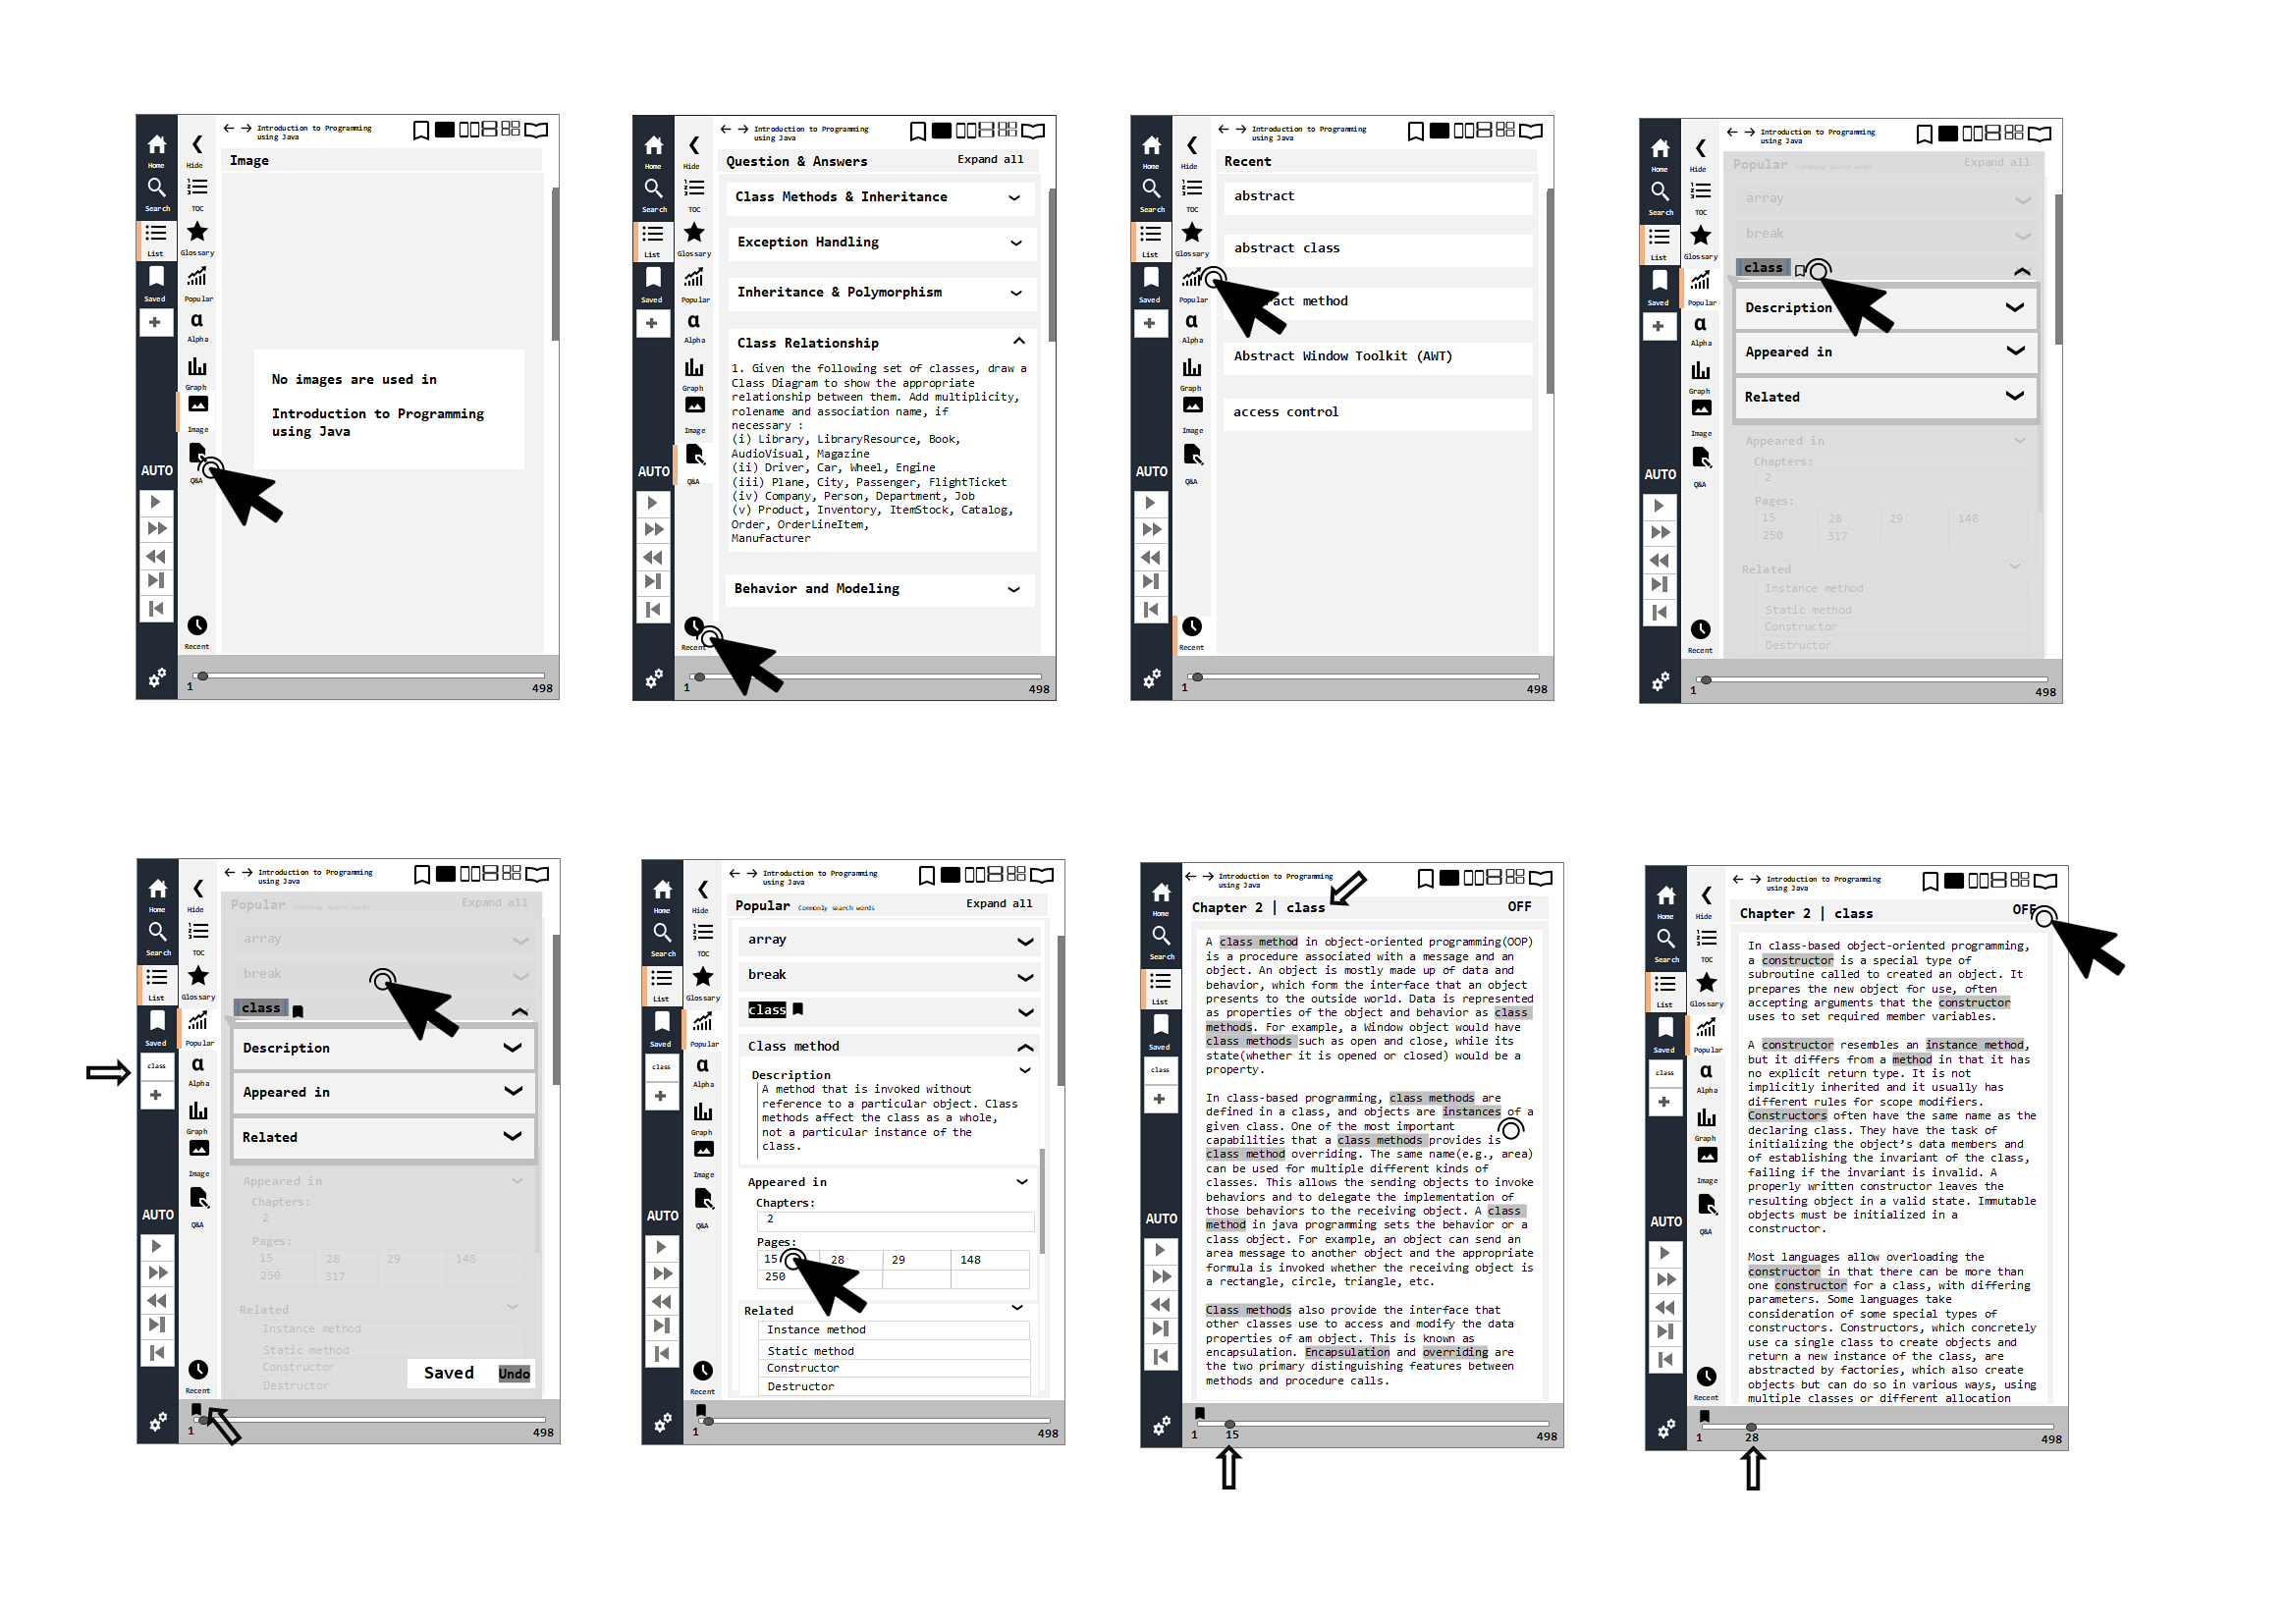 Introduction to Programming
using Java
Home
Search
List
Saved
AUTO
Hide
TOC
Glossary
Popular
Alpha
Graph
Image
Q&A
Recent
Image
No images are used in
Introduction to Programming
using Java
1
498
Introduction to Programming
using Java
Home
Search
List
Saved
AUTO
Hide
TOC
Glossary
Popular
Alpha
Graph
Image
Q&A
Recent
Question & Answers
Expand all
Class Methods & Inheritance
Exception Handling
Inheritance & Polymorphism
Class Relationship
1. Given the following set of classes, draw a
Class Diagram to show the appropriate
relationship between them. Add multiplicity,
rolename and association name, if
necessary :
(i) Library, LibraryResource, Book,
AudioVisual, Magazine
(ii) Driver, Car, Wheel, Engine
(iii) Plane, City, Passenger, FlightTicket
(iv) Company, Person, Department, Job
(v) Product, Inventory, ItemStock, Catalog,
Order, OrderLineItem,
Manufacturer
Behavior and Modeling
1
498
Introduction to Programming
using Java
Home
Search
List
Saved
AUTO
Hide
TOC
Glossary
Popular
Alpha
Graph
Image
Q&A
Recent
Recent
abstract
abstract class
ract method
Abstract Window Toolkit (AWT)
access control
1
498
Introduction to Programming
using Java
Home
Search
List
Saved
AUTO
Hide
TOC
Glossary
Popular
Alpha
Graph
Image
Q&A
Recent
Popular Commonly search words
Expand all
array
break
class
Description
Appeared in
Related
Appeared in
Chapters:
2
Pages:
15 28 29 148
250 317
Related
Instance method
Static method
Constructor
Destructor
1
498
Introduction to Programming
using Java
Home
Search
List
Saved
class
AUTO
Hide
TOC
Glossary
Popular
Alpha
Graph
Image
Q&A
Recent
Popular Commonly search words
Expand all
array
break
class
Description
Appeared in
Related
Appeared in
Chapters:
2
Pages:
15 28 29 148
250 317
Related
Instance method
Static method
Constructor
Destructor
Saved Undo
1
498
Introduction to Programming
using Java
Home
Search
List
Saved
class
AUTO
Hide
TOC
Glossary
Popular
Alpha
Graph
Image
Q&A
Recent
Popular Commonly search words
Expand all
array
break
class
Class method
Description
A method that is invoked without
reference to a particular object. Class
methods affect the class as a whole,
not a particular instance of the
class.
Appeared in
Chapters:
2
Pages:
15 28 29 148
250
Related
Instance method
Static method
Constructor
Destructor
1
498
Introduction to Programming
using Java
Home
Search
List
Saved
class
AUTO
Chapter 2 | class
OFF
A class method in object-oriented programming(OOP)
is a procedure associated with a message and an
object. An object is mostly made up of data and
behavior, which form the interface that an object
presents to the outside world. Data is represented
as properties of the object and behavior as class
methods. For example, a Window object would have
class methods such as open and close, while its
state(whether it is opened or closed) would be a
property.
In class-based programming, class methods are
defined in a class, and objects are instances of a
given class. One of the most important
capabilities that a class methods provides is
class method overriding. The same name(e.g., area)
can be used for multiple different kinds of
classes. This allows the sending objects to invoke
behaviors and to delegate the implementation of
those behaviors to the receiving object. A class
method in java programming sets the behavior or a
class object. For example, an object can send an
area message to another object and the appropriate
formula is invoked whether the receiving object is
a rectangle, circle, triangle, etc.
Class methods also provide the interface that
other classes use to access and modify the data
properties of am object. This is known as
encapsulation. Encapsulation and overriding are
the two primary distinguishing features between
methods and procedure calls.
1
15
498
Introduction to Programming
using Java
Home
Search
List
Saved
class
AUTO
Hide
TOC
Glossary
Popular
Alpha
Graph
Image
Q&A
Recent
Chapter 2 | class
OFF
In class-based object-oriented programming,
a constructor is a special type of
subroutine called to created an object. It
prepares the new object for use, often
accepting arguments that the constructor
uses to set required member variables.
A constructor resembles an instance method,
but it differs from a method in that it has
no explicit return type. It is not
implicitly inherited and it usually has
different rules for scope modifiers.
Constructors often have the same name as the
declaring class. They have the task of
initializing the object's data members and
of establishing the invariant of the class,
failing if the invariant is invalid. A
properly written constructor leaves the
resulting object in a valid state. Immutable
objects must be initialized in a
constructor.
Most languages allow overloading the
constructor in that there can be more than
one constructor for a class, with differing
parameters. Some languages take
consideration of some special types of
constructors. Constructors, which concretely
use ca single class to create objects and
return a new instance of the class, are
abstracted by factories, which also create
objects but can do so in various ways, using
multiple classes or different allocation
1
28
498